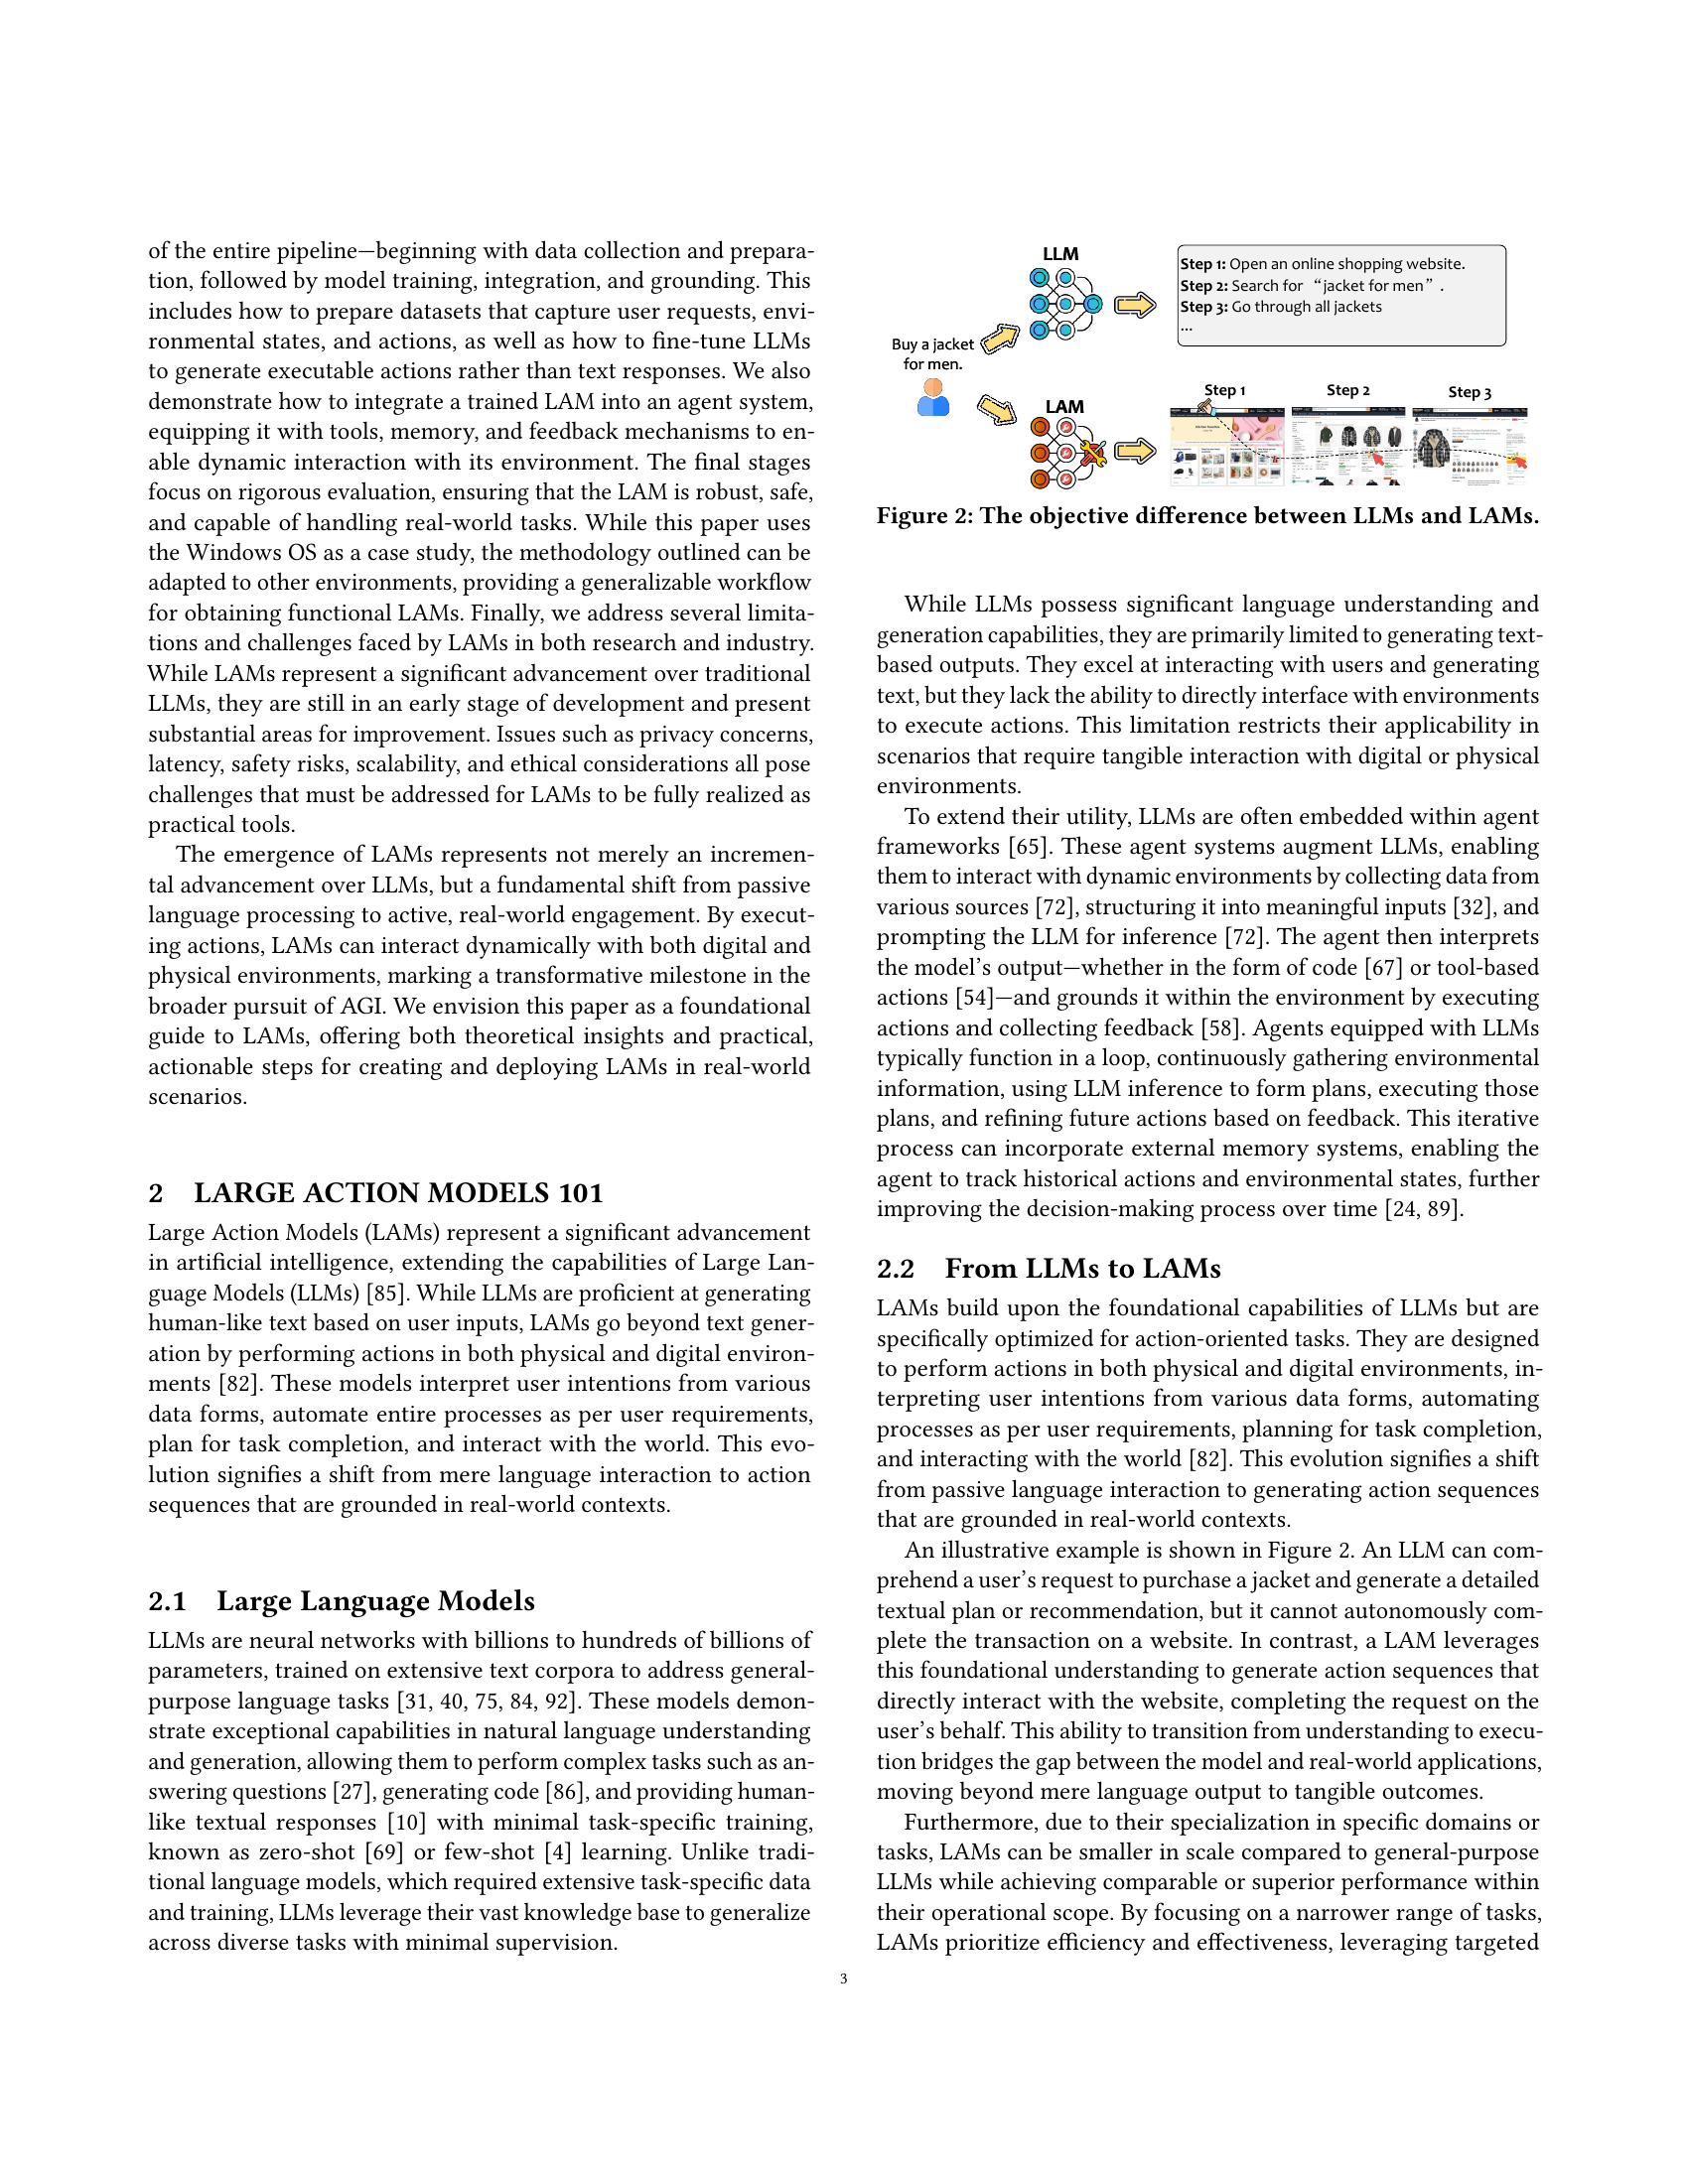 of the entire pipeline—beginning with data collection and prepara-
tion, followed by model training, integration, and grounding. This
includes how to prepare datasets that capture user requests, envi-
ronmental states, and actions, as well as how to fine-tune LLMs
to generate executable actions rather than text responses. We also
demonstrate how to integrate a trained LAM into an agent system,
equipping it with tools, memory, and feedback mechanisms to en-
able dynamic interaction with its environment. The final stages
focus on rigorous evaluation, ensuring that the LAM is robust, safe,
and capable of handling real-world tasks. While this paper uses
the Windows OS as a case study, the methodology outlined can be
adapted to other environments, providing a generalizable workflow
for obtaining functional LAMs. Finally, we address several limita-
tions and challenges faced by LAMs in both research and industry.
While LAMs represent a significant advancement over traditional
LLMs, they are still in an early stage of development and present
substantial areas for improvement. Issues such as privacy concerns,
latency, safety risks, scalability, and ethical considerations all pose
challenges that must be addressed for LAMs to be fully realized as
practical tools.
The emergence of LAMs represents not merely an incremen-
tal advancement over LLMs, but a fundamental shift from passive
language processing to active, real-world engagement. By execut-
ing actions, LAMs can interact dynamically with both digital and
physical environments, marking a transformative milestone in the
broader pursuit of AGI. We envision this paper as a foundational
guide to LAMs, offering both theoretical insights and practical,
actionable steps for creating and deploying LAMs in real-world
scenarios.
2 LARGE ACTION MODELS 101
Large Action Models (LAMs) represent a significant advancement
in artificial intelligence, extending the capabilities of Large Lan-
guage Models (LLMs) [85]. While LLMs are proficient at generating
human-like text based on user inputs, LAMs go beyond text gener-
ation by performing actions in both physical and digital environ-
ments [82]. These models interpret user intentions from various
data forms, automate entire processes as per user requirements,
plan for task completion, and interact with the world. This evo-
lution signifies a shift from mere language interaction to action
sequences that are grounded in real-world contexts.
2.1 Large Language Models
LLMs are neural networks with billions to hundreds of billions of
parameters, trained on extensive text corpora to address general-
purpose language tasks [31, 40, 75, 84, 92]. These models demon-
strate exceptional capabilities in natural language understanding
and generation, allowing them to perform complex tasks such as an-
swering questions [27], generating code [86], and providing human-
like textual responses [10] with minimal task-specific training,
known as zero-shot [69] or few-shot [4] learning. Unlike tradi-
tional language models, which required extensive task-specific data
and training, LLMs leverage their vast knowledge base to generalize
across diverse tasks with minimal supervision.
LLM
Step 1: Open an online shopping website.
Step 2: Search for “jacket for men”.
Step 3: Go through all jackets
...
Buy a jacket
for men.
LAM
Step 1
Step 2
Step 3
Figure 2: The objective difference between LLMs and LAMs.
While LLMs possess significant language understanding and
generation capabilities, they are primarily limited to generating text-
based outputs. They excel at interacting with users and generating
text, but they lack the ability to directly interface with environments
to execute actions. This limitation restricts their applicability in
scenarios that require tangible interaction with digital or physical
environments.
To extend their utility, LLMs are often embedded within agent
frameworks [65]. These agent systems augment LLMs, enabling
them to interact with dynamic environments by collecting data from
various sources [72], structuring it into meaningful inputs [32], and
prompting the LLM for inference [72]. The agent then interprets
the model’s output—whether in the form of code [67] or tool-based
actions [54]—and grounds it within the environment by executing
actions and collecting feedback [58]. Agents equipped with LLMs
typically function in a loop, continuously gathering environmental
information, using LLM inference to form plans, executing those
plans, and refining future actions based on feedback. This iterative
process can incorporate external memory systems, enabling the
agent to track historical actions and environmental states, further
improving the decision-making process over time [24, 89].
2.2 From LLMs to LAMs
LAMs build upon the foundational capabilities of LLMs but are
specifically optimized for action-oriented tasks. They are designed
to perform actions in both physical and digital environments, in-
terpreting user intentions from various data forms, automating
processes as per user requirements, planning for task completion,
and interacting with the world [82]. This evolution signifies a shift
from passive language interaction to generating action sequences
that are grounded in real-world contexts.
An illustrative example is shown in Figure 2. An LLM can com-
prehend a user’s request to purchase a jacket and generate a detailed
textual plan or recommendation, but it cannot autonomously com-
plete the transaction on a website. In contrast, a LAM leverages
this foundational understanding to generate action sequences that
directly interact with the website, completing the request on the
user’s behalf. This ability to transition from understanding to execu-
tion bridges the gap between the model and real-world applications,
moving beyond mere language output to tangible outcomes.
Furthermore, due to their specialization in specific domains or
tasks, LAMs can be smaller in scale compared to general-purpose
LLMs while achieving comparable or superior performance within
their operational scope. By focusing on a narrower range of tasks,
LAMs prioritize efficiency and effectiveness, leveraging targeted
3